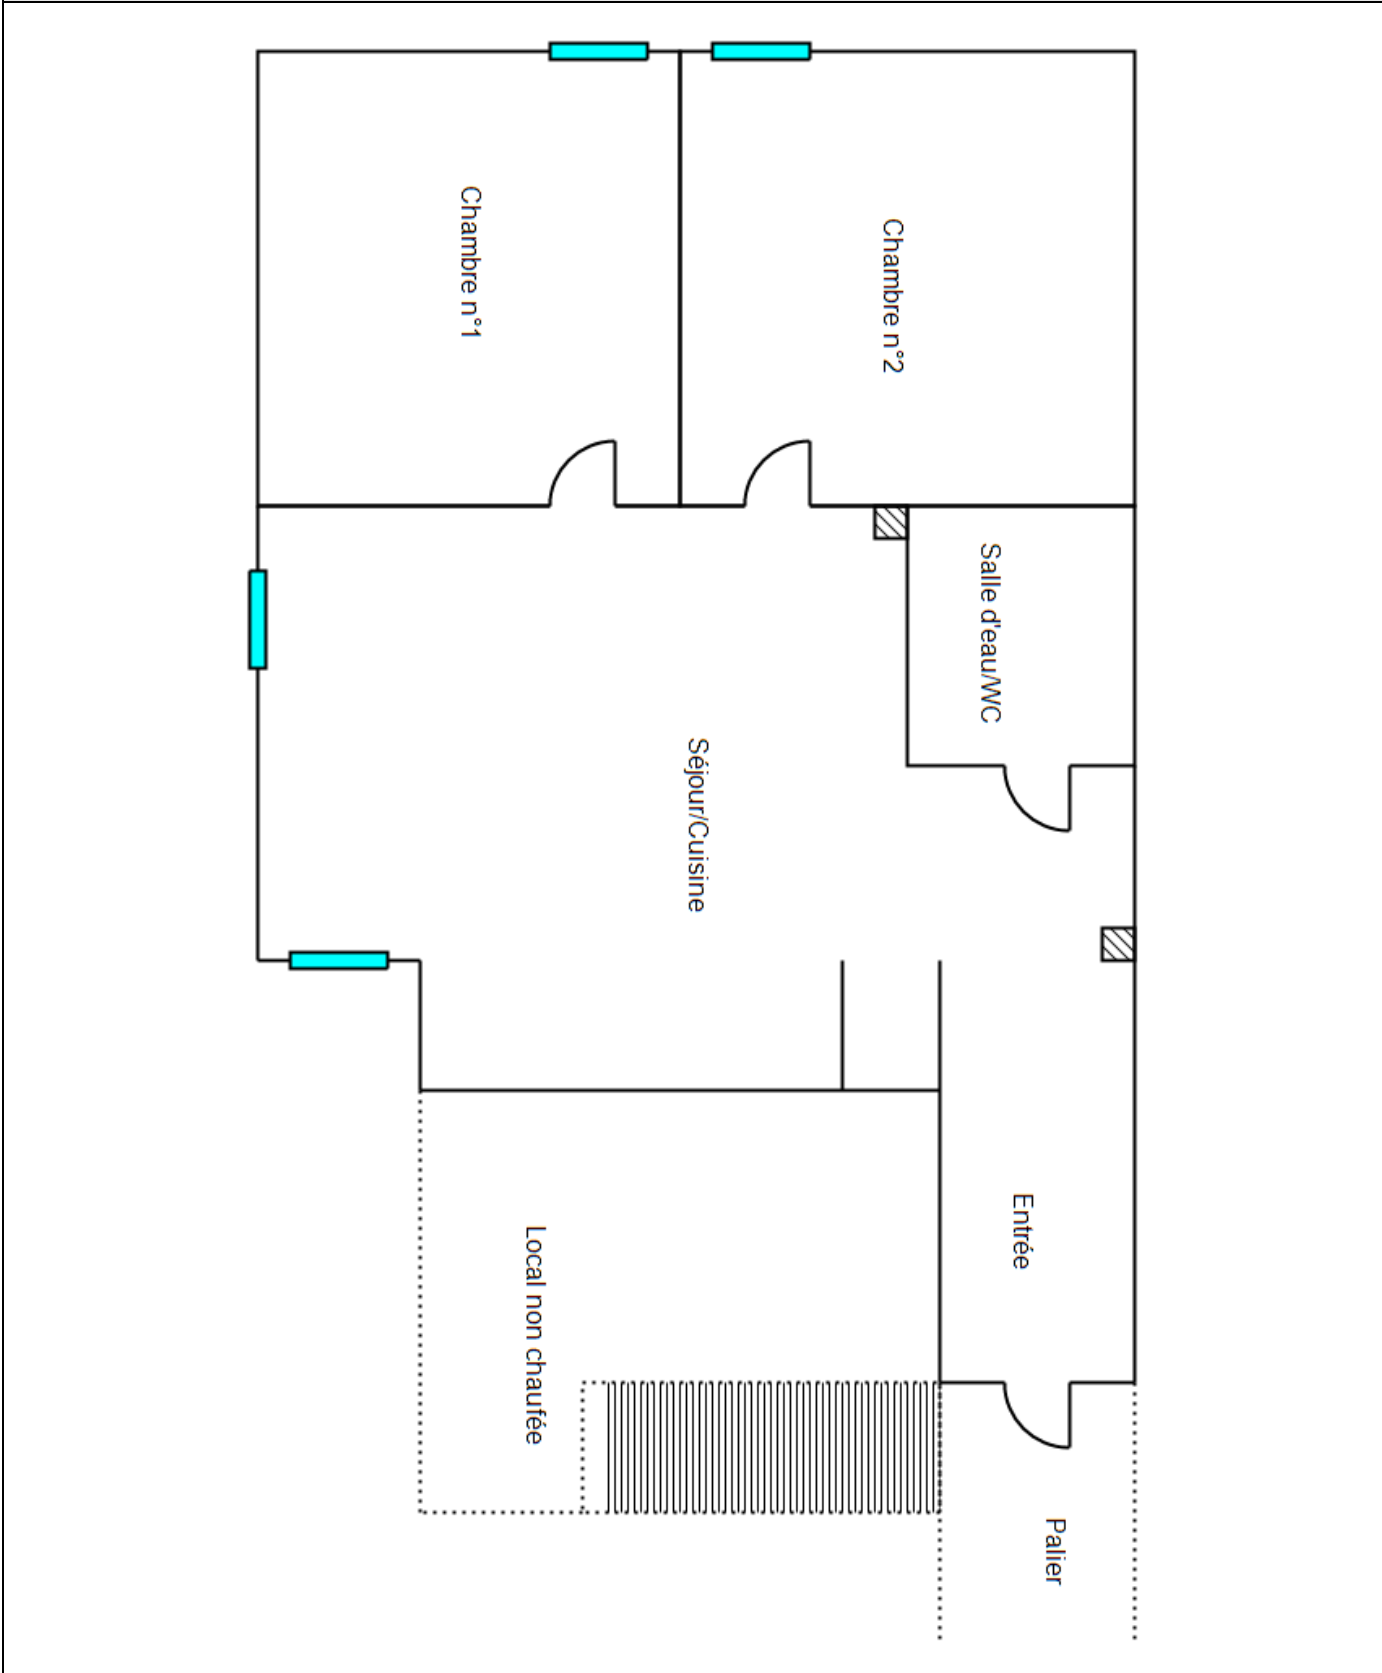 Chambre n°1
Chambre n°2
Salle d'eau/WC
Séjour/Cuisine
Entrée
Local non chaufée
Palier